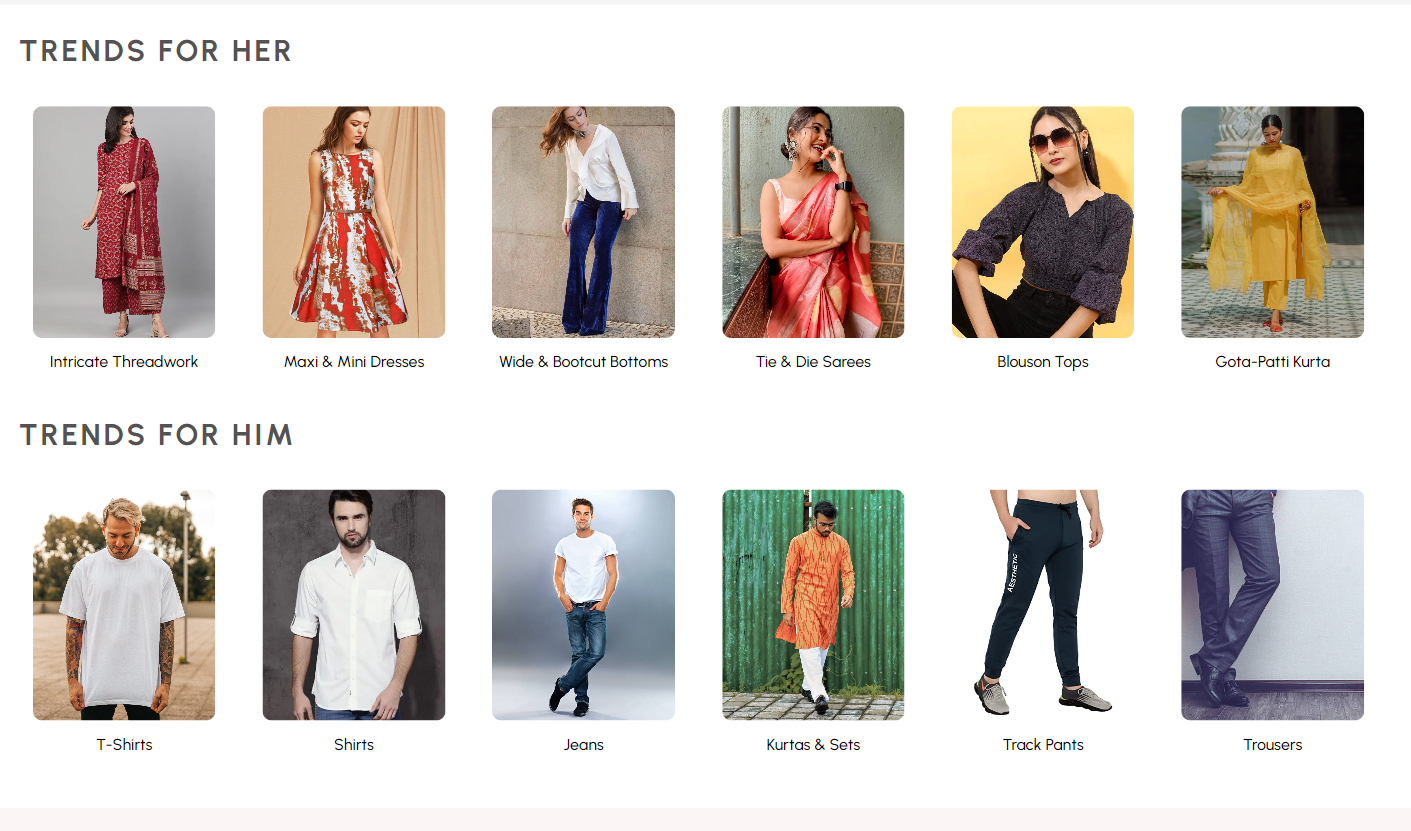 TRENDS FOR HER
Intricate Threadwork
Maxi & Mini Dresses
Wide & Bootcut Bottoms
Tie & Die Sarees
Blouson Tops
Gota-Patti Kurta
TRENDS FOR HIM
AESTHETIC
T-Shirts
Shirts
Jeans
Kurtas & Sets
Track Pants
Trousers